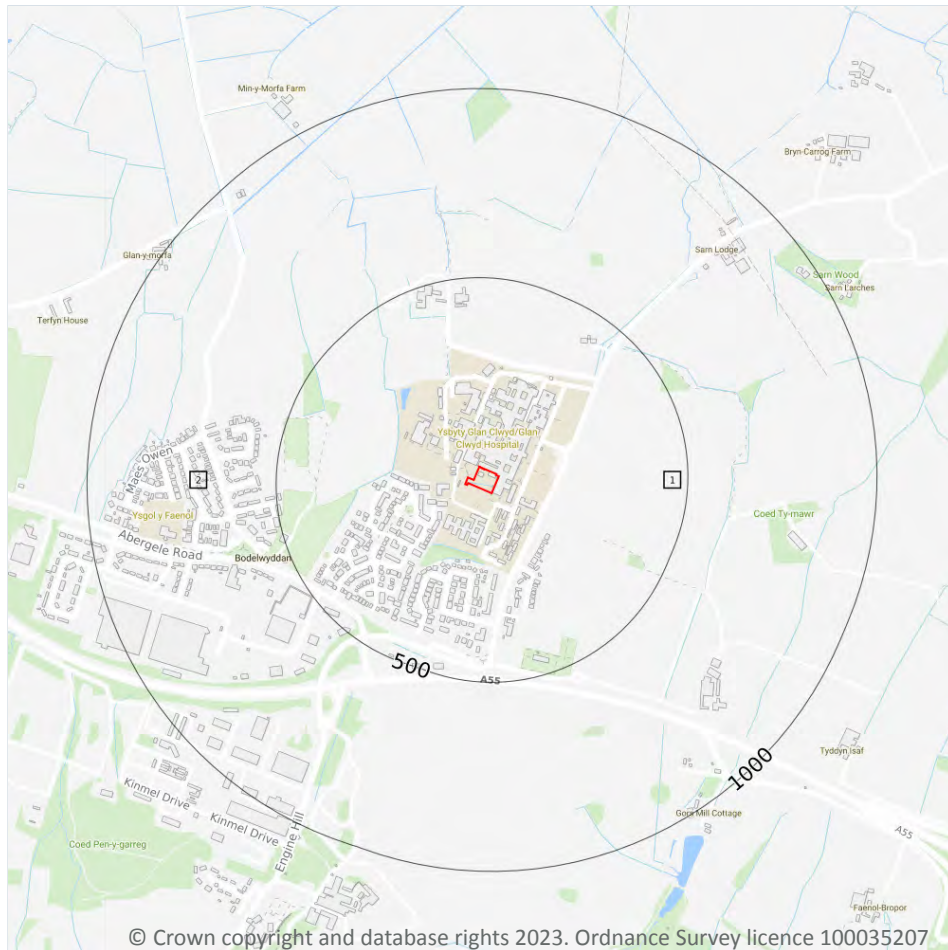 Min-y-Morfa Farm
Bryn-Carrog Farm
Sarn Lodge
Glan-y-morfa
Sarn Wood
Sarn Larches
Terfyn House
Ysbyty Glan Clwyd/Glan
Clwyd Hospital
Maes Owen
2
1
Ysgol y Faenol
Coed Ty-mawr
Abergele Road
Bodelwyddan
500
A55
Tyddyn Isaf
1000
Kinmel Drive
Kinmel Drive
Gors Mill Cottage
A55
Engine Hill
Coed Pen-y-garreg
Faenol-Bropor
© Crown copyright and database rights 2023. Ordnance Survey licence 100035207